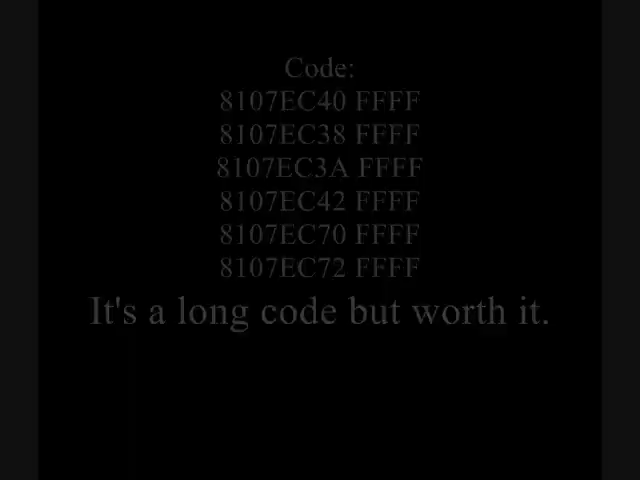 Code:
8107EC40 FFFF
8107EC38 FFFF
8107EC3A FFFF
8107EC42 FFFF
8107EC70 FFFF
8107EC72 FFFF
It's a long code but worth it.